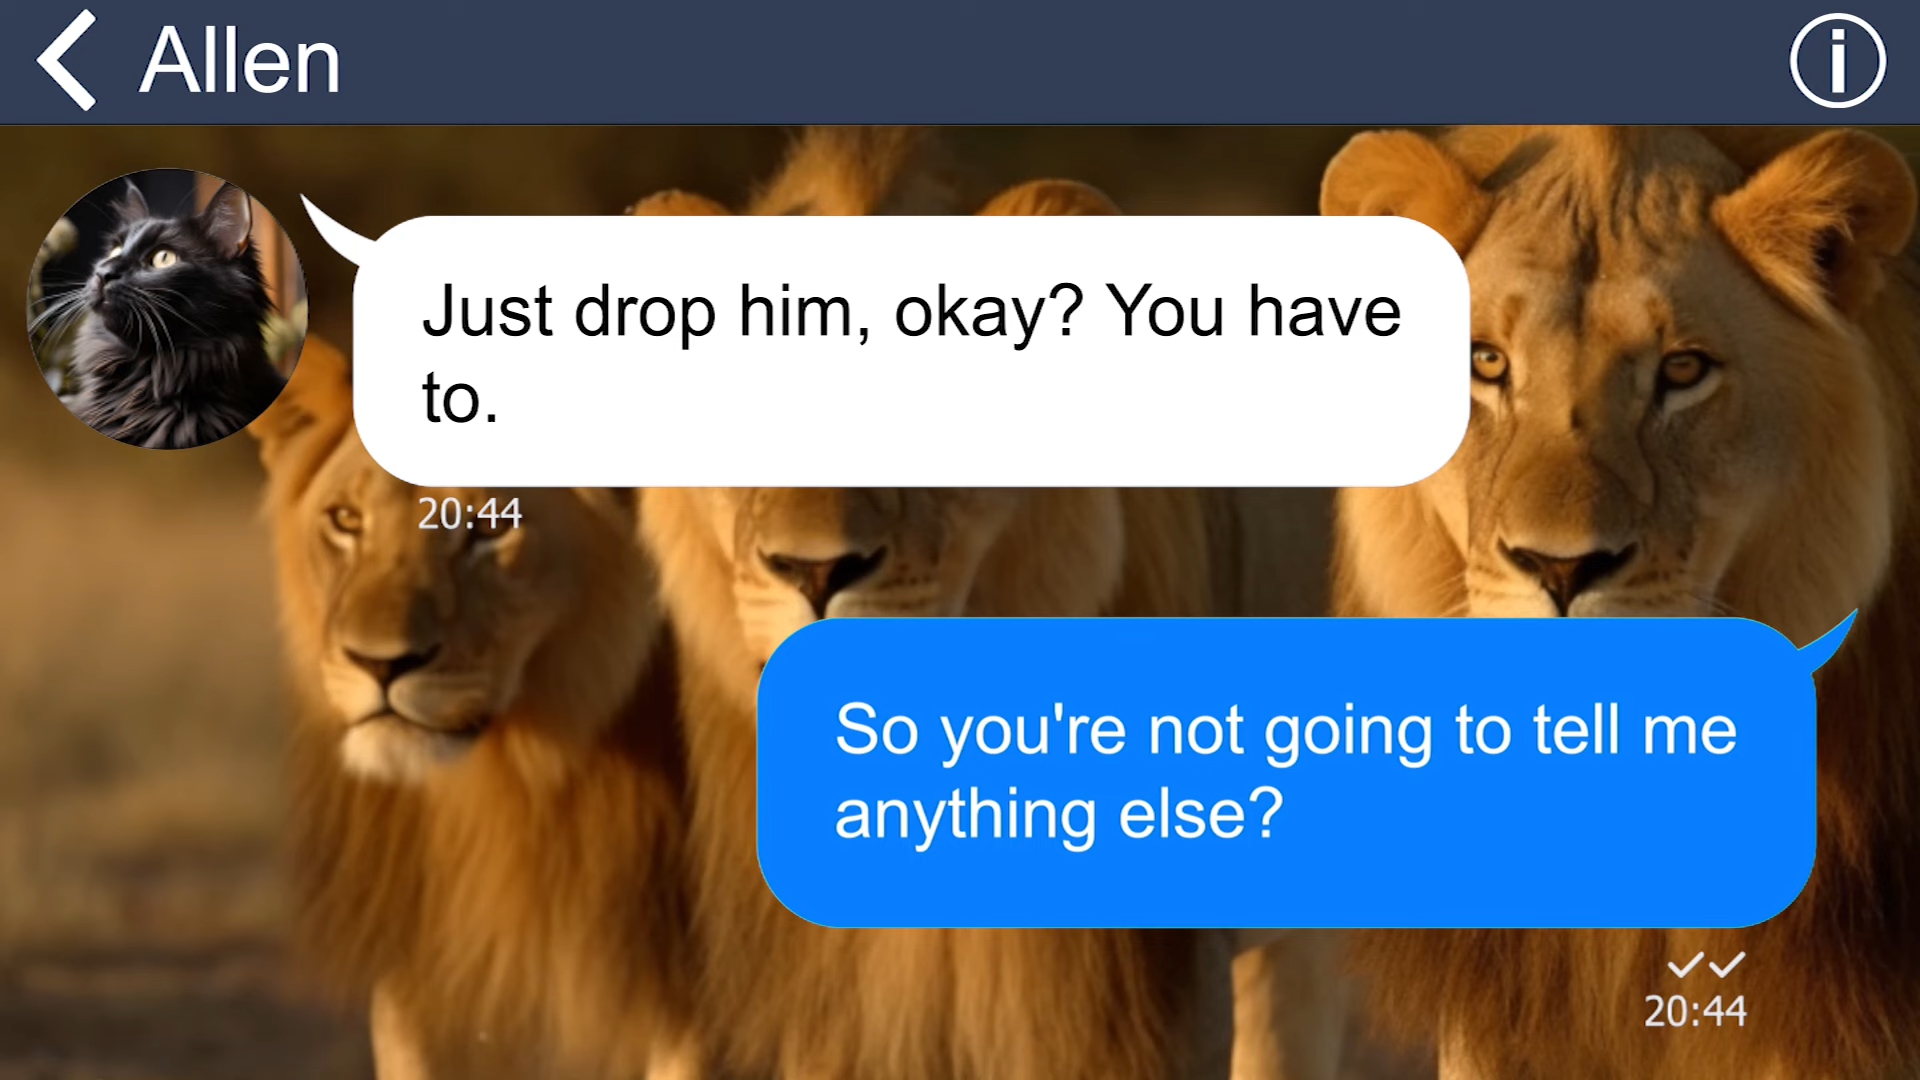 Allen
Just drop him, okay? You have
to.
20:44
So you're not going to tell me
anything else?
20:44